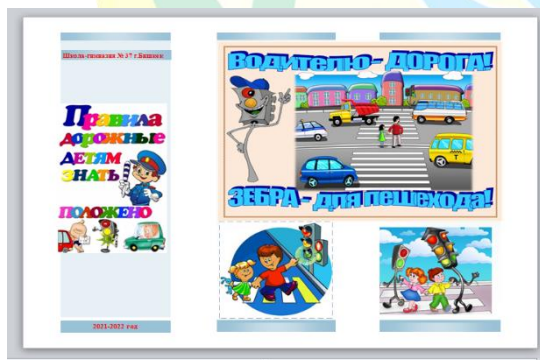 Школа-гимназия № 37 г.Бишкек
Правила
дорожные
детям
знать
положено
2021-2022 год
Водителю - ДОРОГА!
ЗЕБРА - для пешехода!